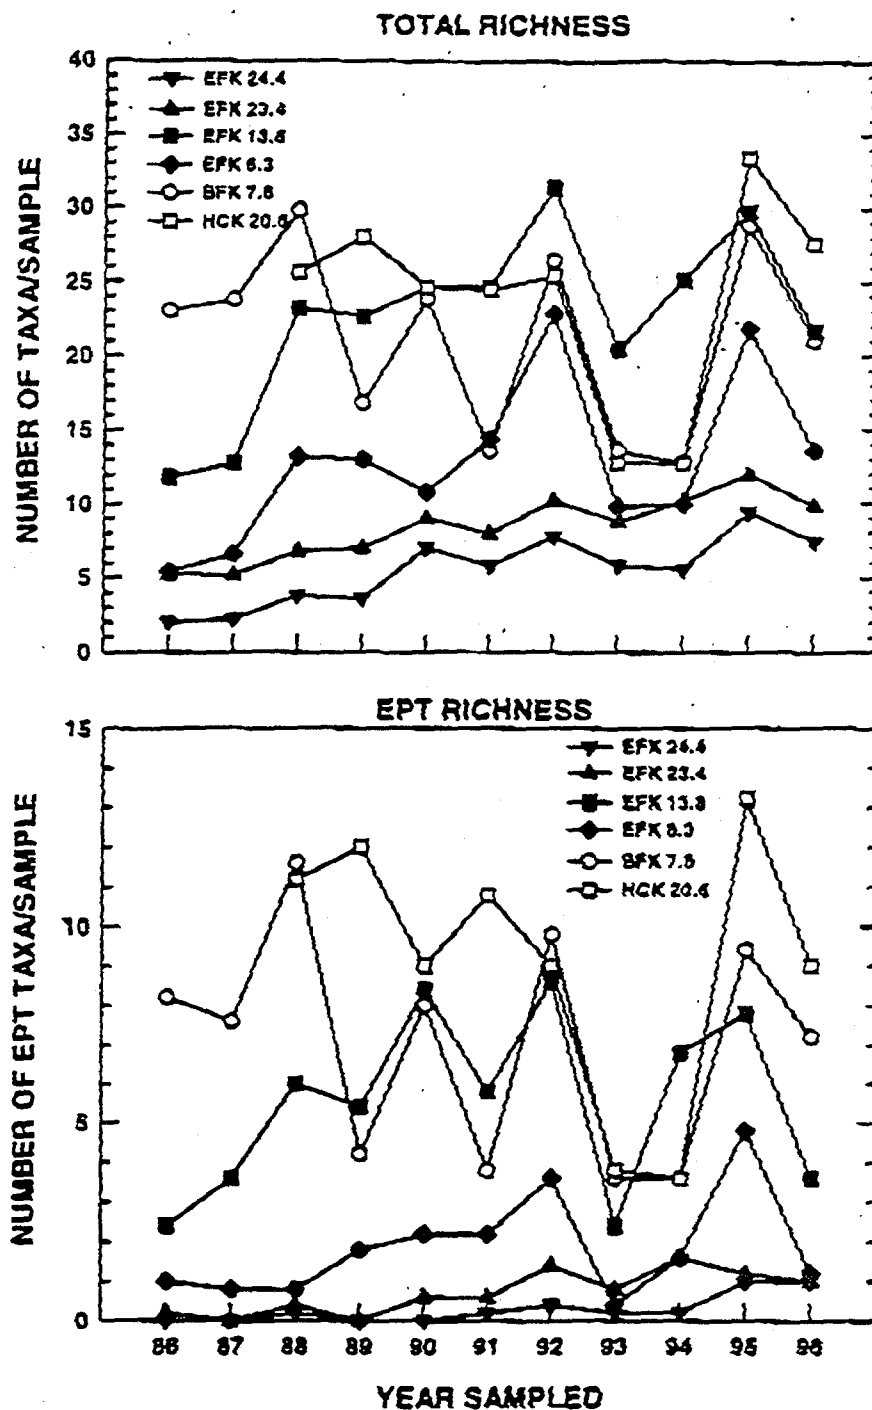 TOTAL RICHNESS
NUMBER OF TAXA/SAMPLE
40
35
30
25
20
15
10
5
0
EFK 24.4
EFK 23.4
EFK 13.8
EFK 6.3
BFK 7.6
HCK 20.6
EPT RICHNESS
NUMBER OF EPT TAXA/SAMPLE
15
10
5
0
EFK 24.4
EFK 23.4
EFK 13.8
EFK 6.3
BFK 7.6
HCK 20.6
86 87 88 89 90 91 92 93 94 95 96
YEAR SAMPLED